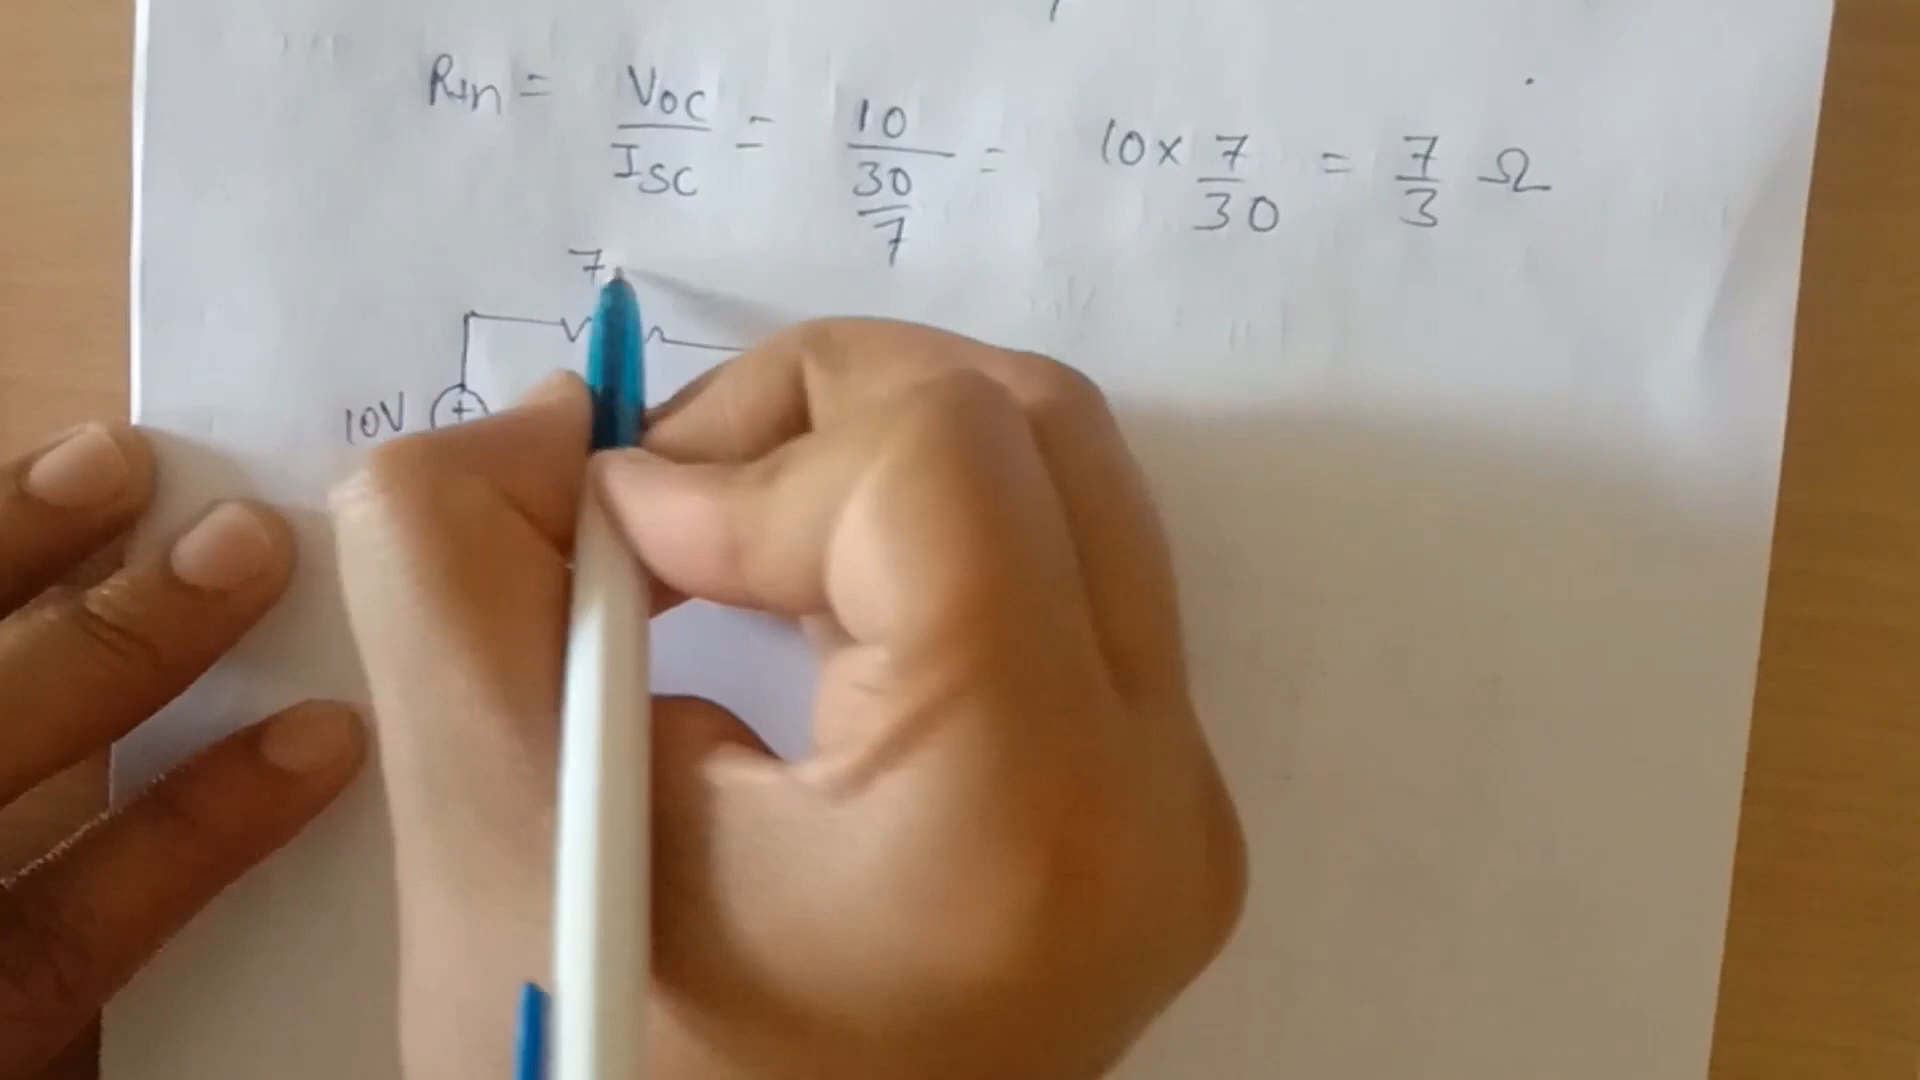 Rth = Voc/Isc = 10/(30/7) = 10 × 7/30 = 7/3 Ω
7
10V +